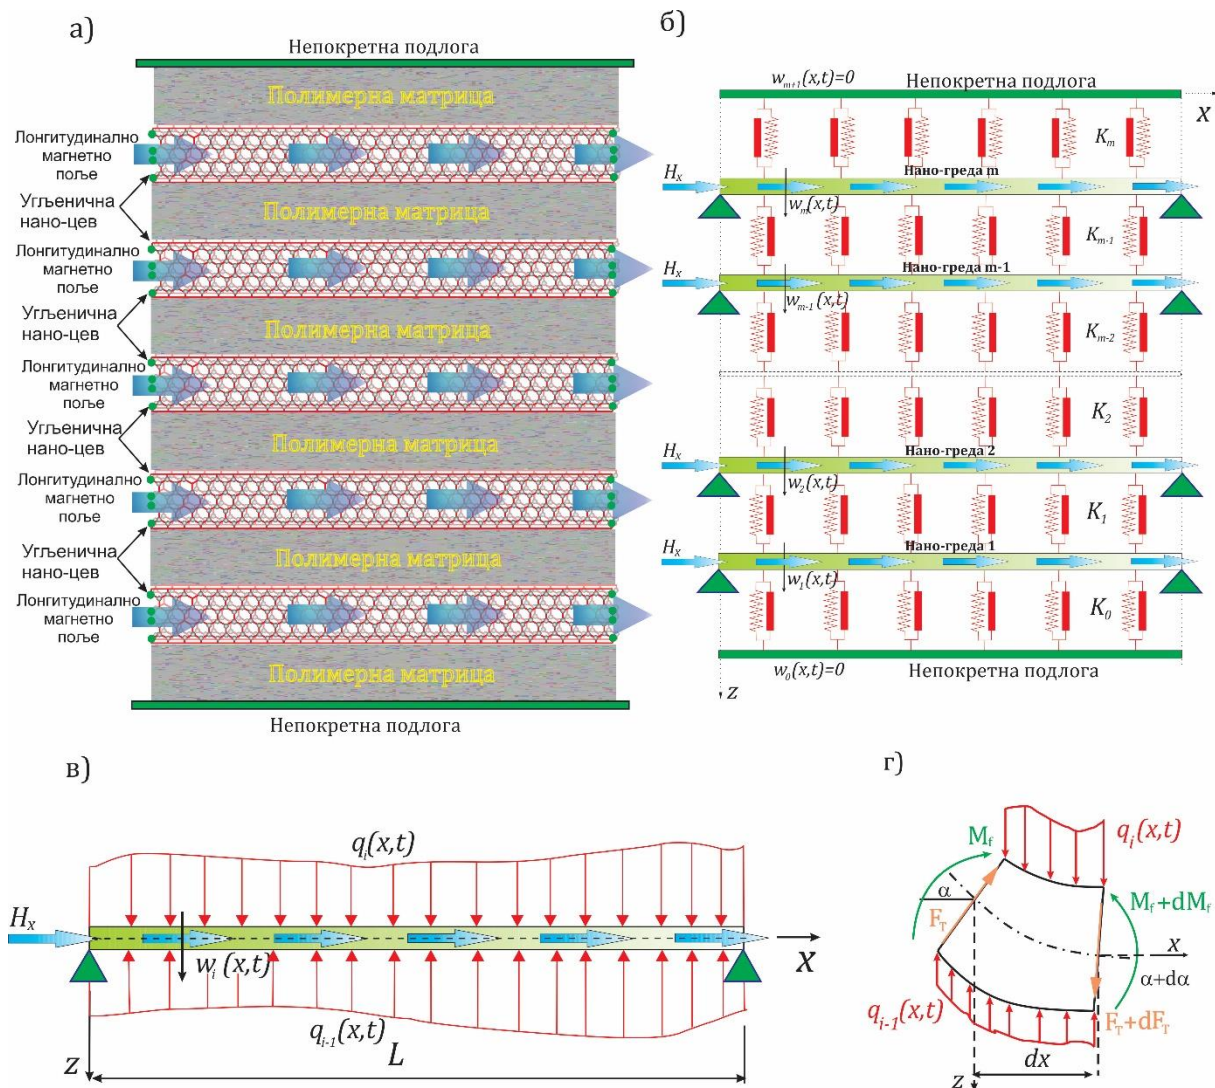 а)
Непокретна подлога
Полимерна матрица
Лонгитудинално
магнетно
поље
Угљенична
нано-цев
Полимерна матрица
Лонгитудинално
магнетно
поље
Угљенична
нано-цев
Полимерна матрица
Лонгитудинално
магнетно
поље
Угљенична
нано-цев
Полимерна матрица
Лонгитудинално
магнетно
поље
Угљенична
нано-цев
Полимерна матрица
Лонгитудинално
магнетно
поље
Полимерна матрица
Непокретна подлога
б)
w_{m+1}(x,t)=0
Непокретна подлога
X
K_m
Нано-греда m
H_x
w_m(x,t)
K_{m-1}
Нано-греда m-1
H_x
w_{m-1}(x,t)
K_{m-2}
K_2
Нано-греда 2
H_x
w_2(x,t)
K_1
Нано-греда 1
H_x
w_1(x,t)
K_0
w_0(x,t)=0
Непокретна подлога
z
в)
q_i(x,t)
H_x
w_i(x,t)
X
q_{i-1}(x,t)
L
z
г)
q_i(x,t)
M_f
α
F_T
M_f+dM_f
x
α+dα
q_{i-1}(x,t)
F_T+dF_T
dx
z